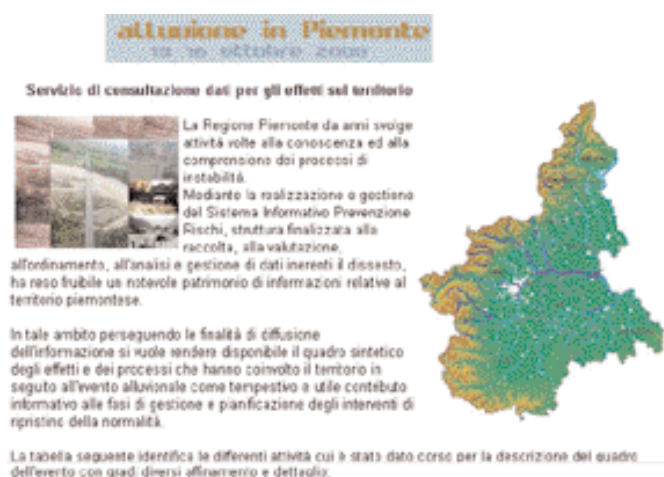 alluvione in Piemonte
13 16 ottobre 2000
Servizio di consultazione dati per gli effetti sul territorio
La Regione Piemonte da anni svolge
attività volte alla conoscenza ed alla
comprensione dei processi di
instabilità.
Mediante la realizzazione e gestione
del Sistema Informativo Prevenzione
Rischi, struttura finalizzata alla
raccolta, alla valutazione,
all'ordinamento, all'analisi e gestione di dati inerenti il dissesto,
ha reso fruibile un notevole patrimonio di informazioni relative al
territorio piemontese.
In tale ambito perseguendo le finalità di diffusione
dell'informazione si vuole rendere disponibile il quadro sintetico
degli effetti e dei processi che hanno coinvolto il territorio in
seguito all'evento alluvionale come tempestivo e utile contributo
informativo alle fasi di gestione e pianificazione degli interventi di
ripristino della normalità.
La tabella seguente identifica le differenti attività cui è stato dato corso per la descrizione del quadro
dell'evento con gradi diversi affinamento e dettaglio: